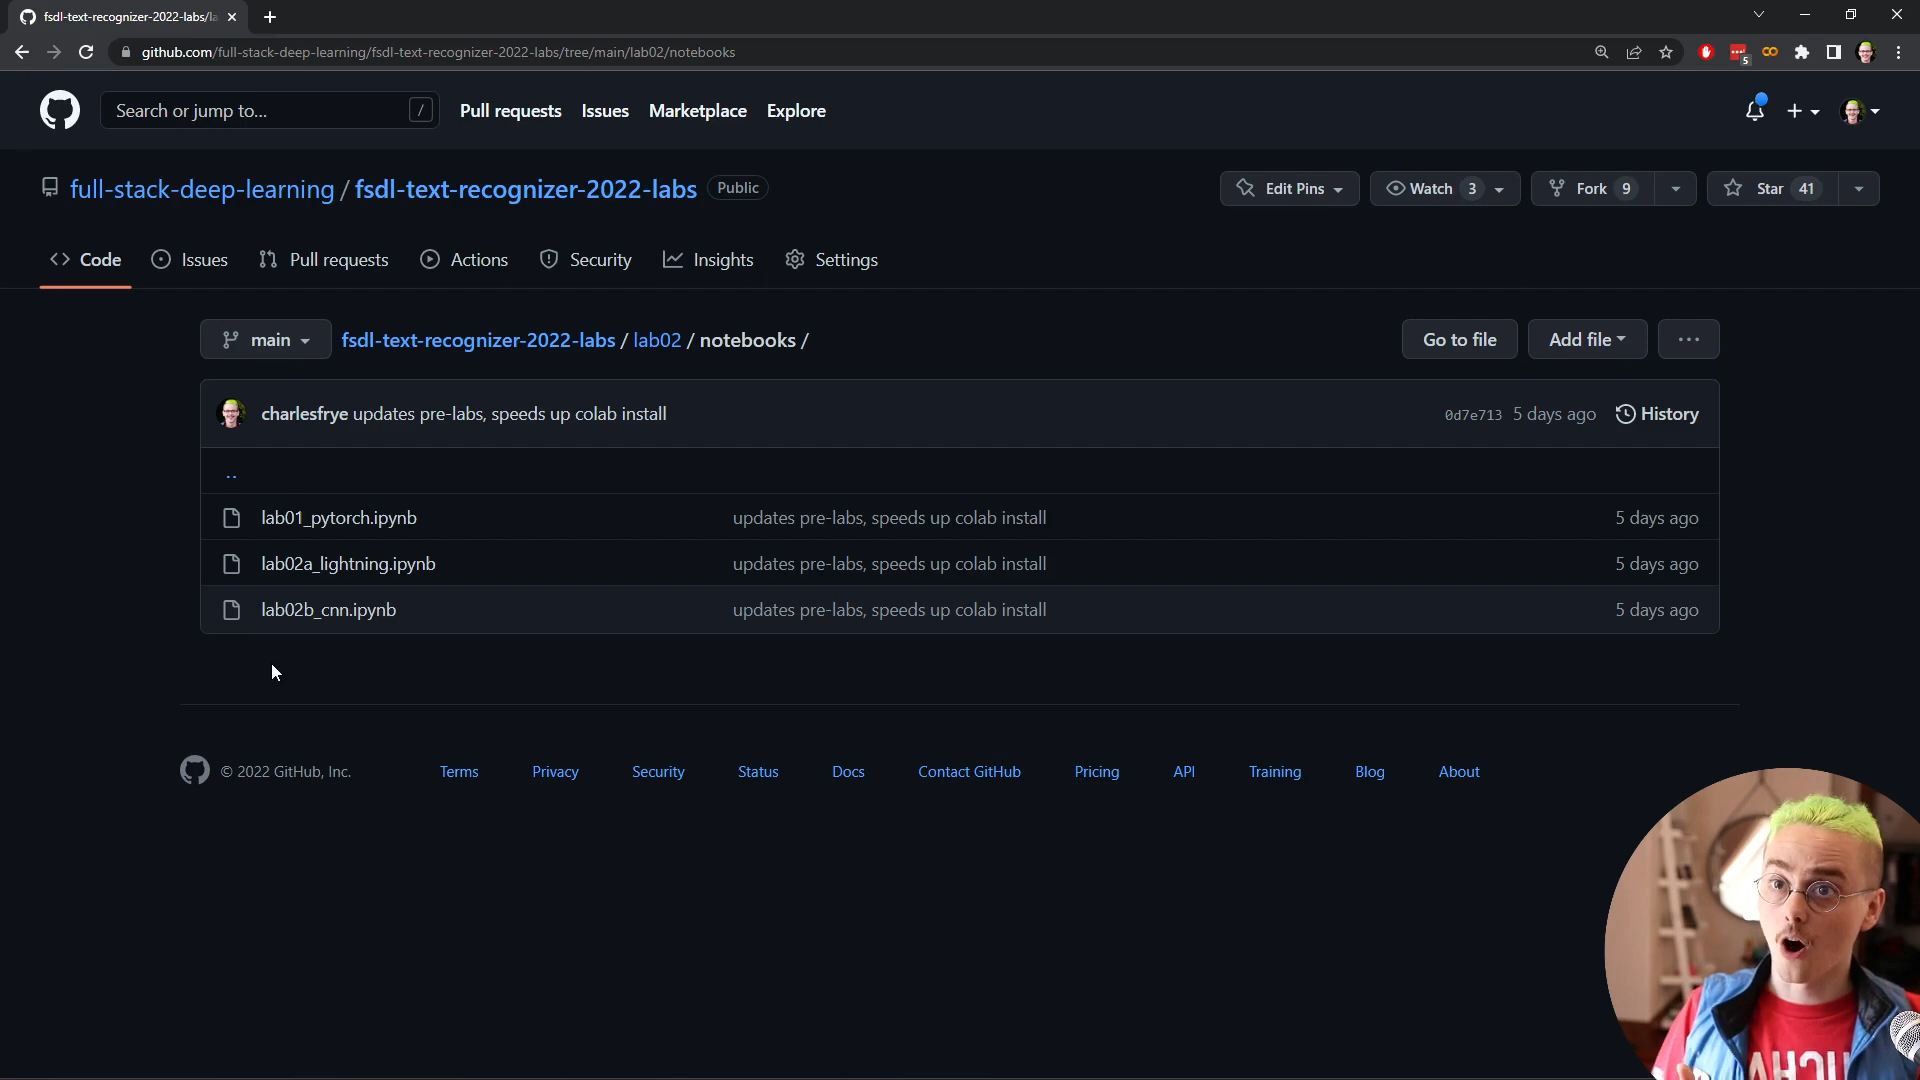 fsdl-text-recognizer-2022-labs/la
github.com/full-stack-deep-learning/fsdl-text-recognizer-2022-labs/tree/main/lab02/notebooks
5
Search or jump to... /
Pull requests Issues Marketplace Explore
full-stack-deep-learning / fsdl-text-recognizer-2022-labs Public
Edit Pins Watch 3 Fork 9 Star 41
Code Issues Pull requests Actions Security Insights Settings
main fsdl-text-recognizer-2022-labs / lab02 / notebooks / Go to file Add file ...
charlesfrye updates pre-labs, speeds up colab install 0d7e713 5 days ago History
..
lab01_pytorch.ipynb updates pre-labs, speeds up colab install 5 days ago
lab02a_lightning.ipynb updates pre-labs, speeds up colab install 5 days ago
lab02b_cnn.ipynb updates pre-labs, speeds up colab install 5 days ago
© 2022 GitHub, Inc. Terms Privacy Security Status Docs Contact GitHub Pricing API Training Blog About